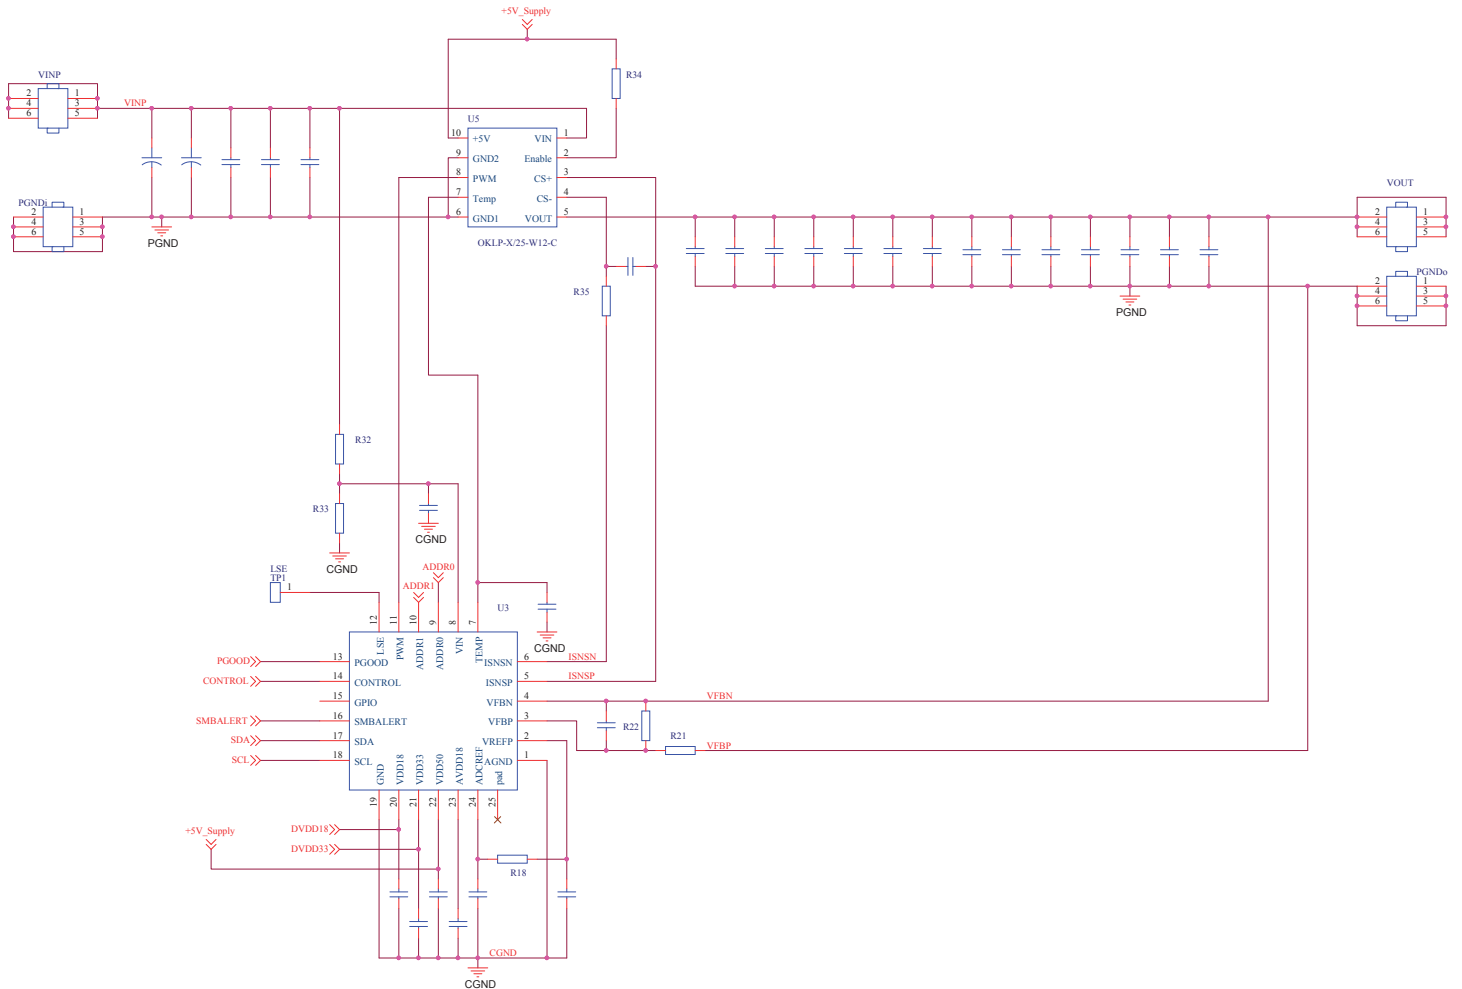 +5V_Supply
VINP
2 1
4 3
6 5
VINP
R34
U5
10 +5V VIN 1
9 GND2 Enable 2
8 PWM CS+ 3
7 Temp CS- 4
6 GND1 VOUT 5
OKLP-X/25-W12-C
PGNDi
2 1
4 3
6 5
PGND
VOUT
2 1
4 3
6 5
PGNDo
2 1
4 3
6 5
PGND
R35
R32
R33
CGND
CGND
LSE
TP1
1
ADDR0
ADDR1
U3
CGND
12 11 10 9 8 7
LSE PWM ADDR1 ADDR0 VIN TEMP
PGOOD 13 PGOOD ISNSN 6 ISNSN
CONTROL 14 CONTROL ISNSP 5 ISNSP
15 GPIO VFBN 4 VFBN
SMBALERT 16 SMBALERT VFBP 3
R22
R21
SDA 17 SDA VREFP 2 VFBP
SCL 18 SCL AGND 1
GND VDD18 VDD33 VDD50 AVDD18 ADCREF pad
19 20 21 22 23 24 25
+5V_Supply
DVDD18
DVDD33
R18
CGND
CGND